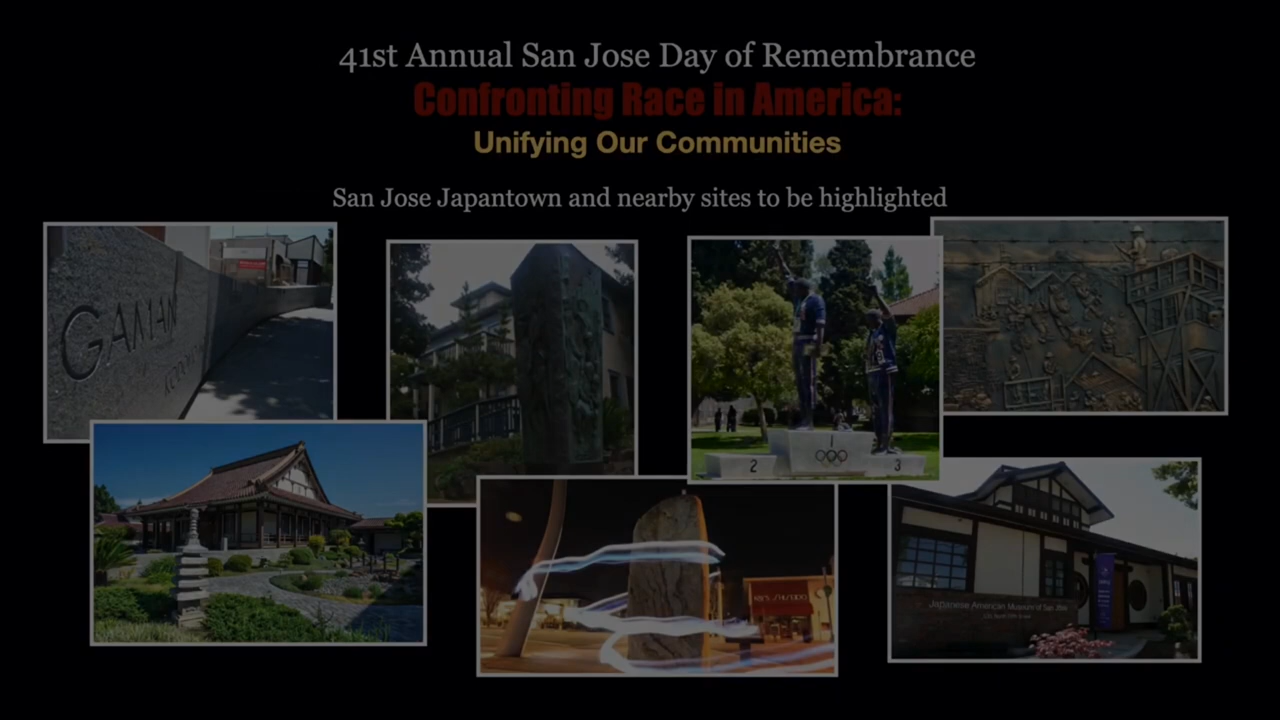 41st Annual San Jose Day of Remembrance
Confronting Race in America:
Unifying Our Communities
San Jose Japantown and nearby sites to be highlighted
GAMAN
1
2
3
Japanese American Museum of San Jose